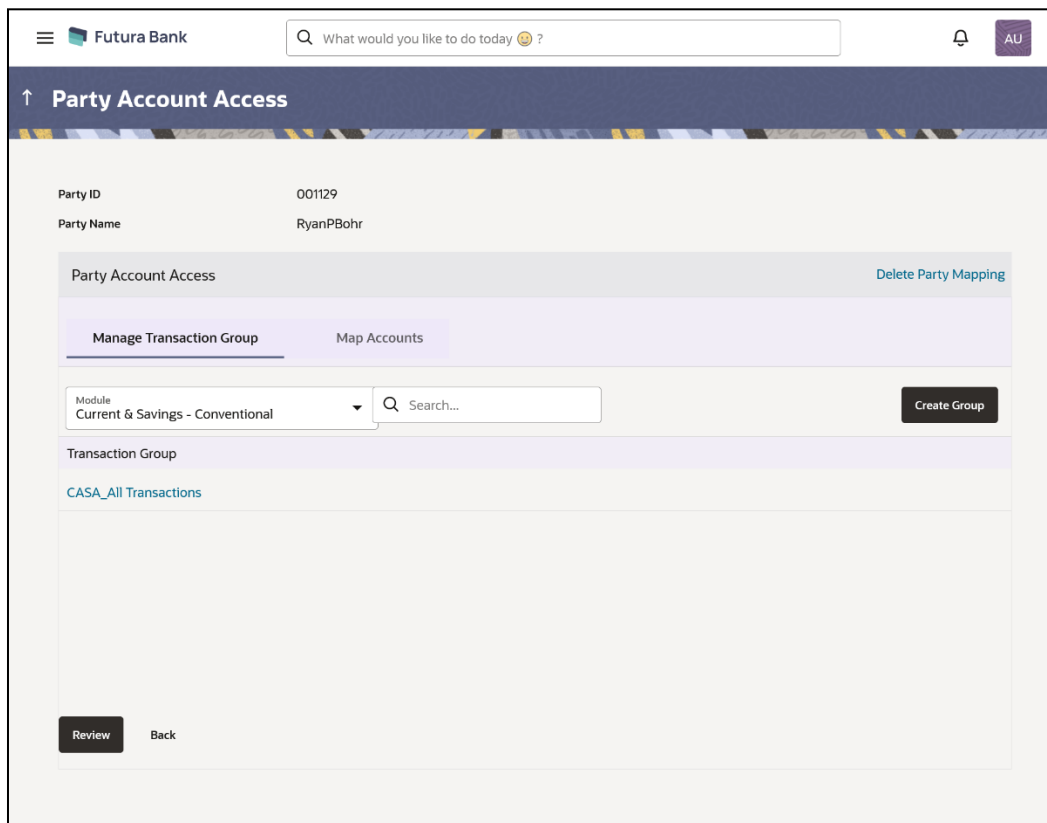 Futura Bank
What would you like to do today 😀 ?
AU
Party Account Access
Party ID 001129
Party Name RyanPBohr
Party Account Access Delete Party Mapping
Manage Transaction Group Map Accounts
Module
Current & Savings - Conventional
Search...
Create Group
Transaction Group
CASA_All Transactions
Review Back